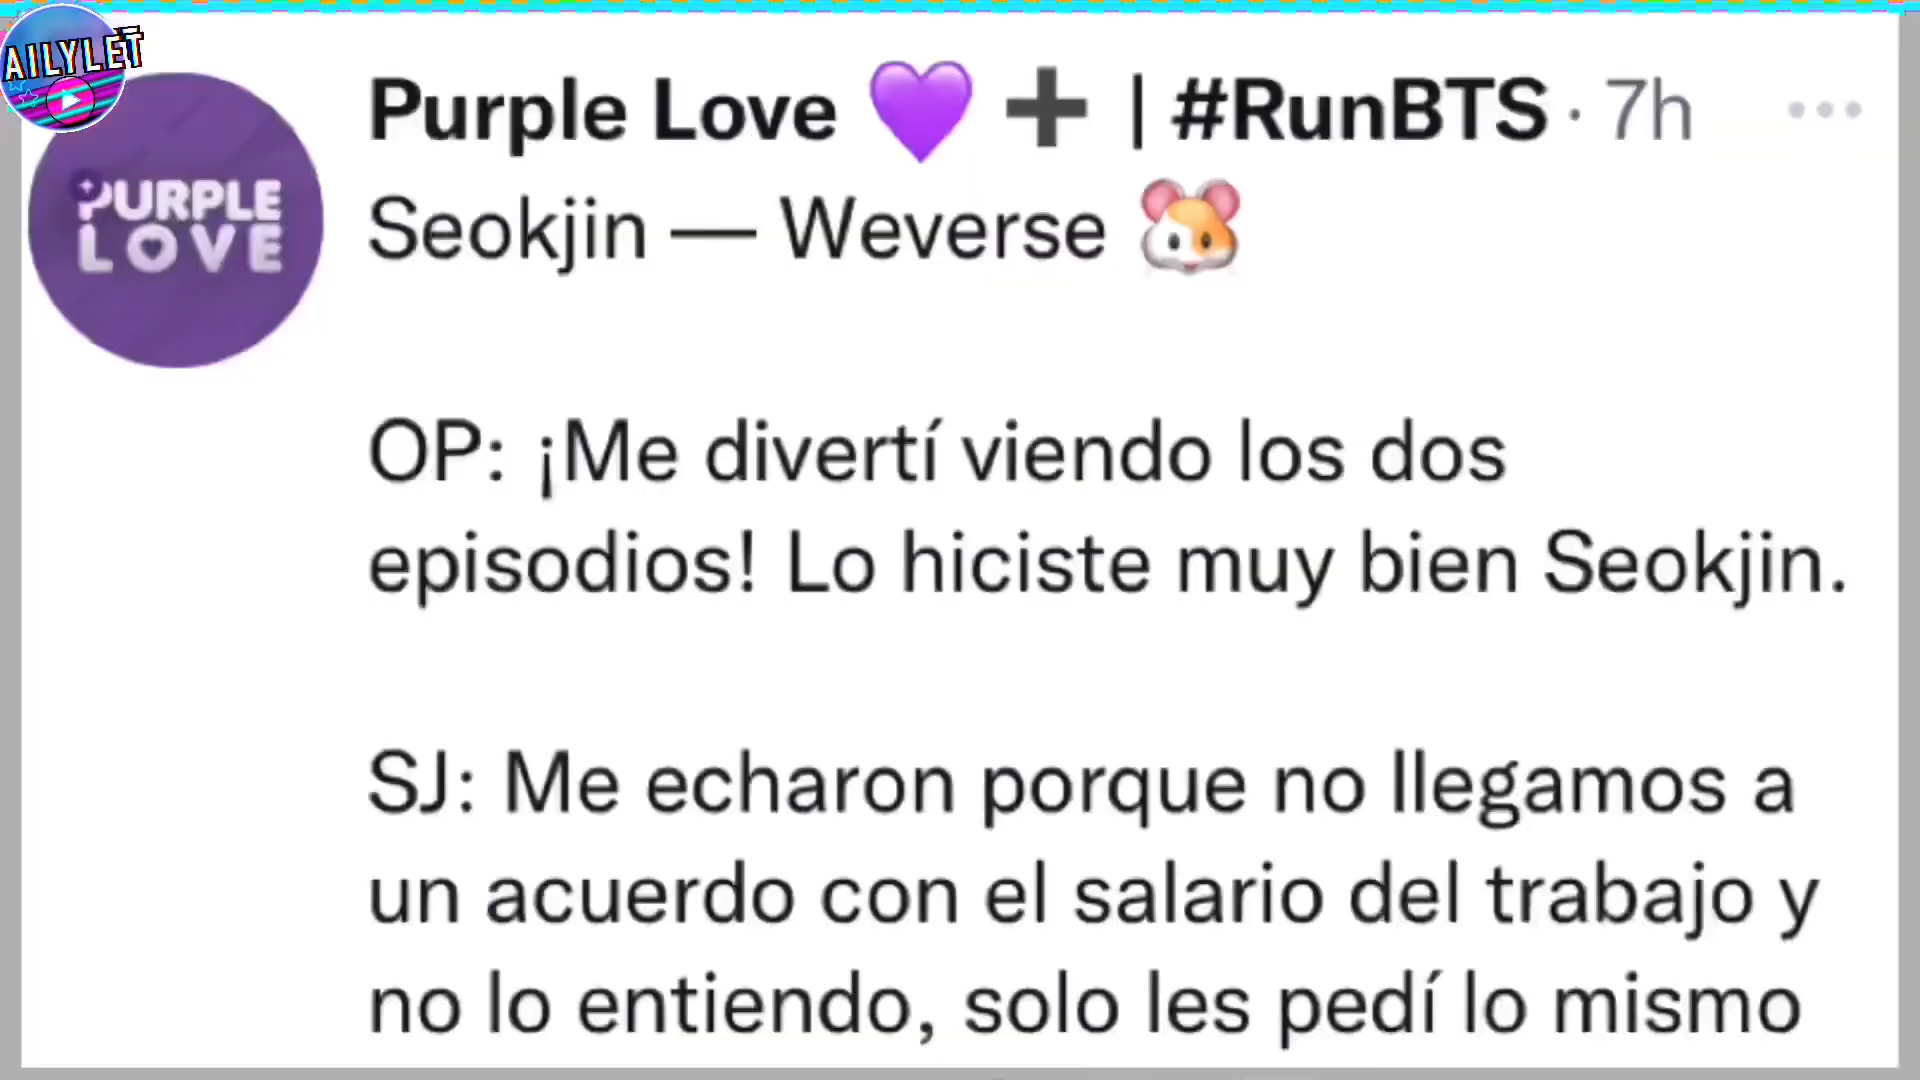 AILYLET
Purple Love 💜 ➕ | #RunBTS · 7h
PURPLE
LOVE
Seokjin — Weverse 🐹
OP: ¡Me divertí viendo los dos
episodios! Lo hiciste muy bien Seokjin.
SJ: Me echaron porque no llegamos a
un acuerdo con el salario del trabajo y
no lo entiendo, solo les pedí lo mismo